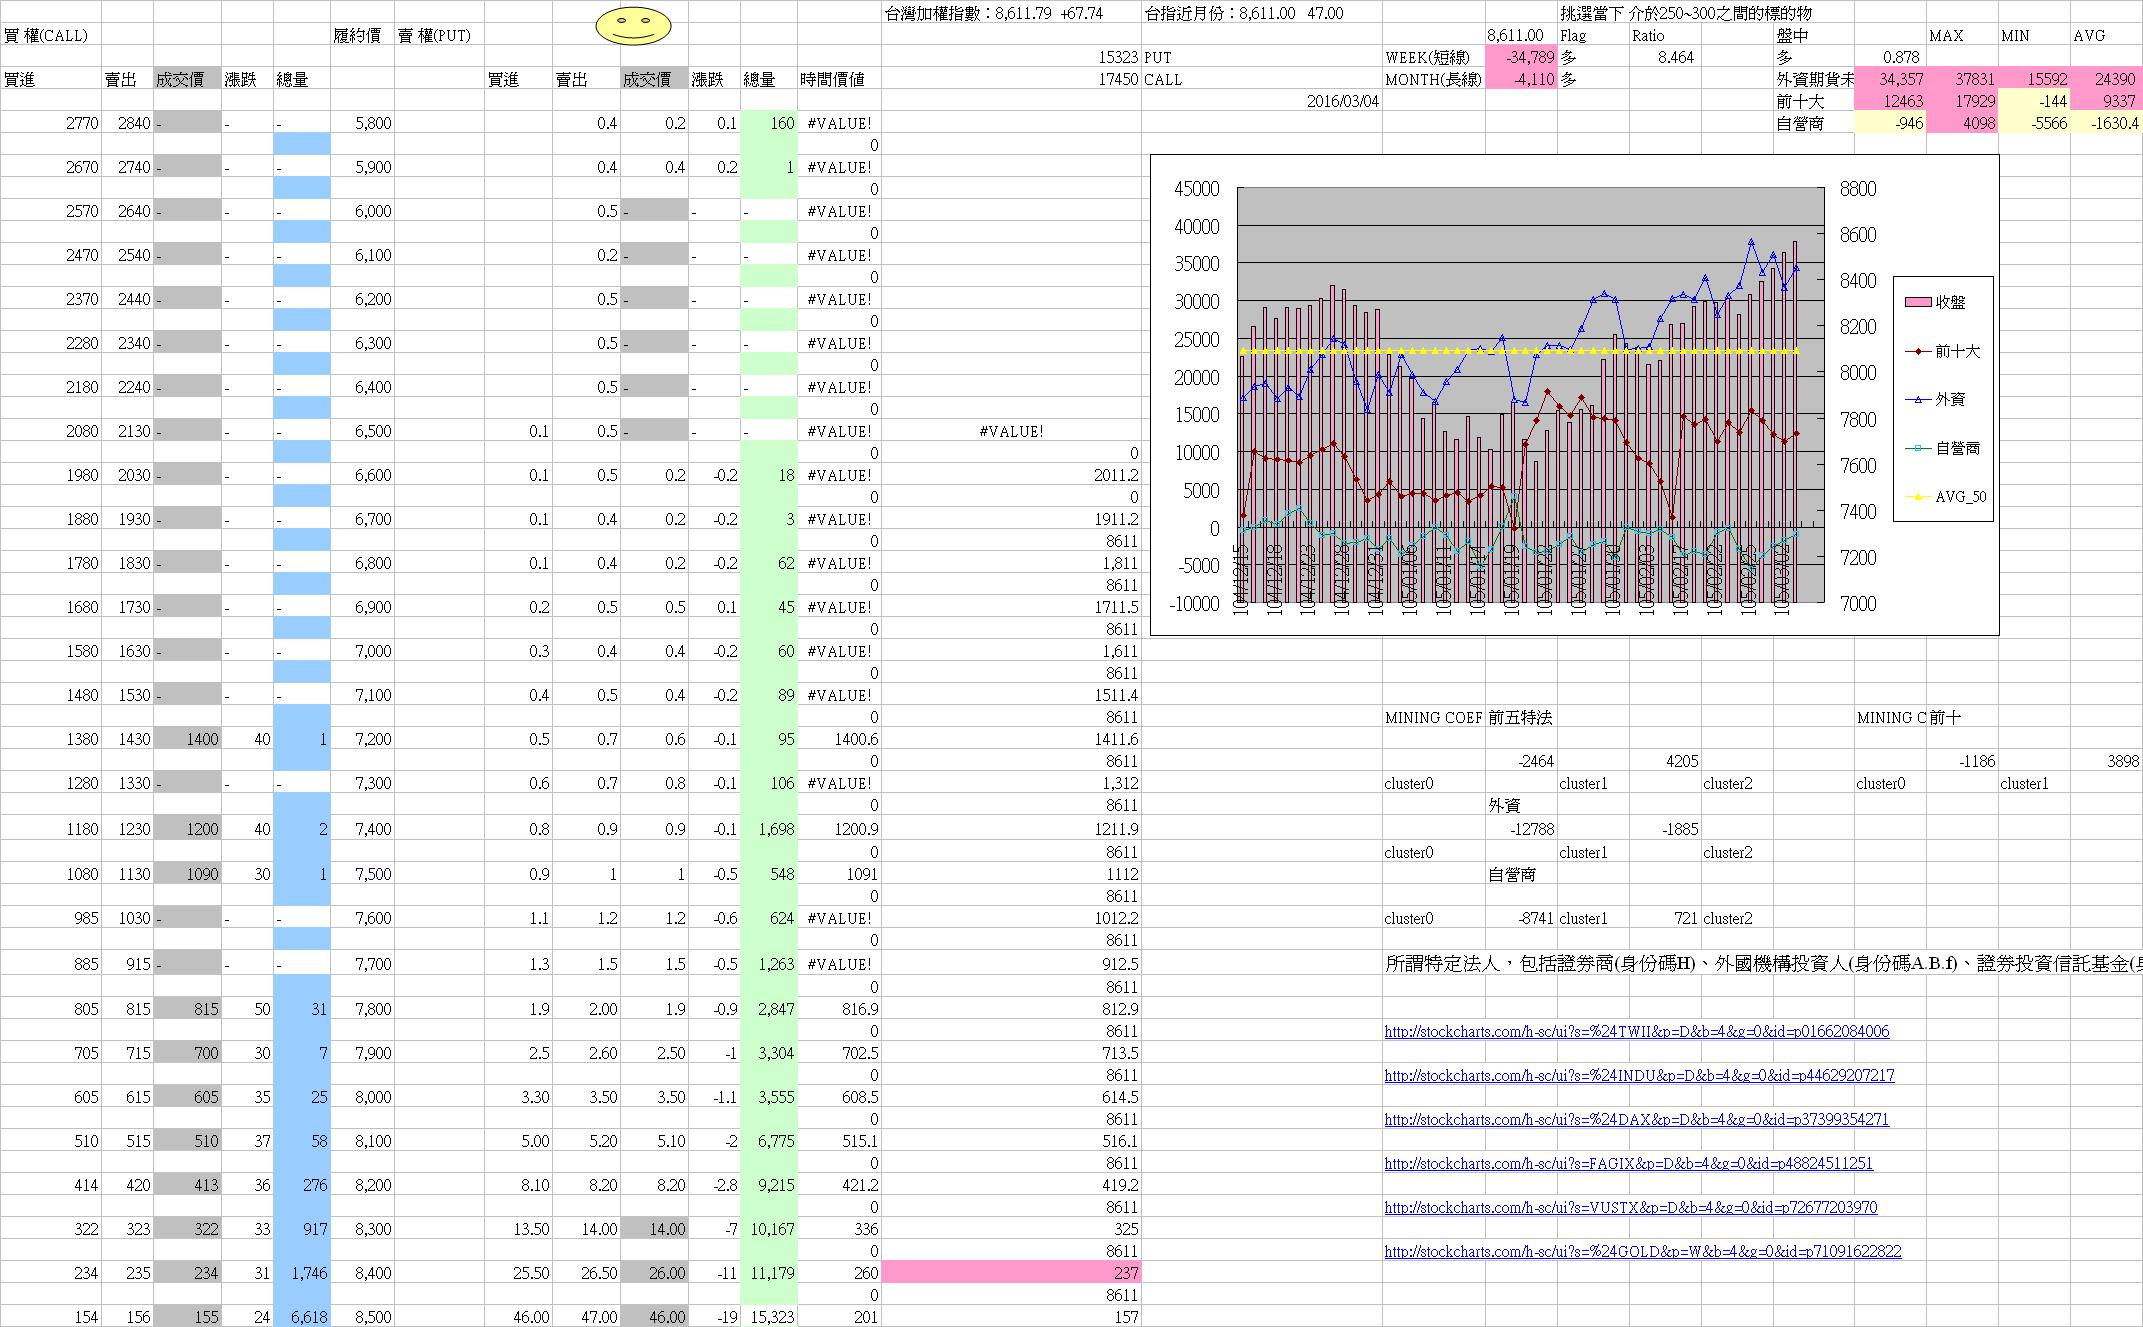 台灣加權指數：8,611.79 +67.74 台指近月份：8,611.00 47.00 挑選當下 介於250~300之間的標的物
買 權(CALL) 履約價 賣 權(PUT) 8,611.00 Flag Ratio 盤中 MAX MIN AVG
15323 PUT WEEK(短線) -34,789 多 8.464 多 0.878
買進 賣出 成交價 漲跌 總量 買進 賣出 成交價 漲跌 總量 時間價值 17450 CALL MONTH(長線) -4,110 多 外資期貨未 34,357 37831 15592 24390
2016/03/04 前十大 12463 17929 -144 9337
2770 2840 - - - 5,800 0.4 0.2 0.1 160 #VALUE! 自營商 -946 4098 -5566 -1630.4
0
2670 2740 - - - 5,900 0.4 0.4 0.2 1 #VALUE!
0
2570 2640 - - - 6,000 0.5 - - - #VALUE!
0
2470 2540 - - - 6,100 0.2 - - - #VALUE!
0
2370 2440 - - - 6,200 0.5 - - - #VALUE!
0
2280 2340 - - - 6,300 0.5 - - - #VALUE!
0
2180 2240 - - - 6,400 0.5 - - - #VALUE!
0
2080 2130 - - - 6,500 0.1 0.5 - - - #VALUE! #VALUE!
0 0
1980 2030 - - - 6,600 0.1 0.5 0.2 -0.2 18 #VALUE! 2011.2
0 0
1880 1930 - - - 6,700 0.1 0.4 0.2 -0.2 3 #VALUE! 1911.2
0 8611
1780 1830 - - - 6,800 0.1 0.4 0.2 -0.2 62 #VALUE! 1,811
0 8611
1680 1730 - - - 6,900 0.2 0.5 0.5 0.1 45 #VALUE! 1711.5
0 8611
1580 1630 - - - 7,000 0.3 0.4 0.4 -0.2 60 #VALUE! 1,611
0 8611
1480 1530 - - - 7,100 0.4 0.5 0.4 -0.2 89 #VALUE! 1511.4
45000 8800
40000 8600
35000 8400
30000 8200
25000 8000
20000 7800
15000 7600
10000 7400
5000 7200
0 7000
-5000
-10000
104/12/15 104/12/18 104/12/23 104/12/28 104/12/31 105/01/06 105/01/11 105/01/14 105/01/19 105/01/22 105/01/27 105/01/30 105/02/03 105/02/17 105/02/22 105/02/25 105/03/02
收盤
前十大
外資
自營商
AVG_50
0 8611 MINING COEF 前五特法 MINING C 前十
1380 1430 1400 40 1 7,200 0.5 0.7 0.6 -0.1 95 1400.6 1411.6
0 8611 -2464 4205 -1186 3898
1280 1330 - - - 7,300 0.6 0.7 0.8 -0.1 106 #VALUE! 1,312 cluster0 cluster1 cluster2 cluster0 cluster1
0 8611 外資
1180 1230 1200 40 2 7,400 0.8 0.9 0.9 -0.1 1,698 1200.9 1211.9 -12788 -1885
0 8611 cluster0 cluster1 cluster2
1080 1130 1090 30 1 7,500 0.9 1 1 -0.5 548 1091 1112 自營商
0 8611
985 1030 - - - 7,600 1.1 1.2 1.2 -0.6 624 #VALUE! 1012.2 cluster0 -8741 cluster1 721 cluster2
0 8611
885 915 - - - 7,700 1.3 1.5 1.5 -0.5 1,263 #VALUE! 912.5 所謂特定法人，包括證券商(身份碼H)、外國機構投資人(身份碼A.B.f)、證券投資信託基金(
0 8611
805 815 815 50 31 7,800 1.9 2.00 1.9 -0.9 2,847 816.9 812.9
0 8611 http://stockcharts.com/h-sc/ui?s=%24TWII&p=D&b=4&g=0&id=p01662084006
705 715 700 30 7 7,900 2.5 2.60 2.50 -1 3,304 702.5 713.5
0 8611 http://stockcharts.com/h-sc/ui?s=%24INDU&p=D&b=4&g=0&id=p44629207217
605 615 605 35 25 8,000 3.30 3.50 3.50 -1.1 3,555 608.5 614.5
0 8611 http://stockcharts.com/h-sc/ui?s=%24DAX&p=D&b=4&g=0&id=p37399354271
510 515 510 37 58 8,100 5.00 5.20 5.10 -2 6,775 515.1 516.1
0 8611 http://stockcharts.com/h-sc/ui?s=FAGIX&p=D&b=4&g=0&id=p48824511251
414 420 413 36 276 8,200 8.10 8.20 8.20 -2.8 9,215 421.2 419.2
0 8611 http://stockcharts.com/h-sc/ui?s=VUSTX&p=D&b=4&g=0&id=p72677203970
322 323 322 33 917 8,300 13.50 14.00 14.00 -7 10,167 336 325
0 8611 http://stockcharts.com/h-sc/ui?s=%24GOLD&p=W&b=4&g=0&id=p71091622822
234 235 234 31 1,746 8,400 25.50 26.50 26.00 -11 11,179 260 237
0 8611
154 156 155 24 6,618 8,500 46.00 47.00 46.00 -19 15,323 201 157